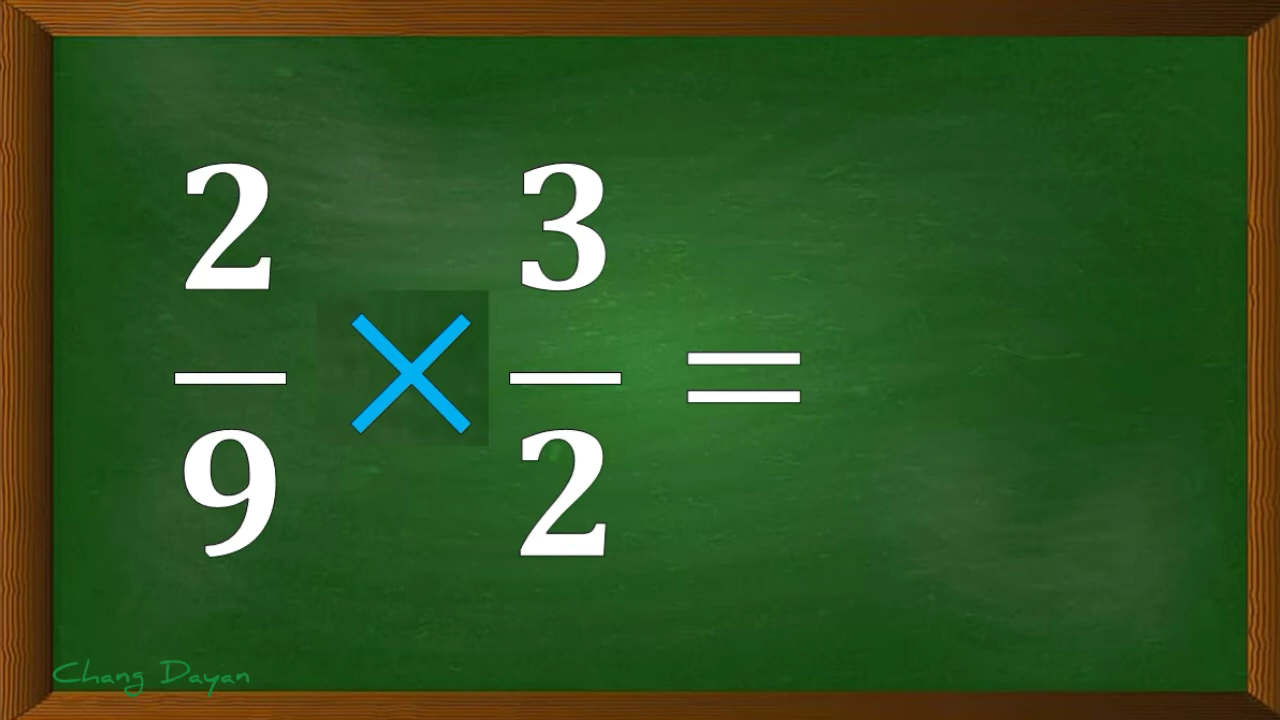 2/9 × 3/2 =
Chang Dayan